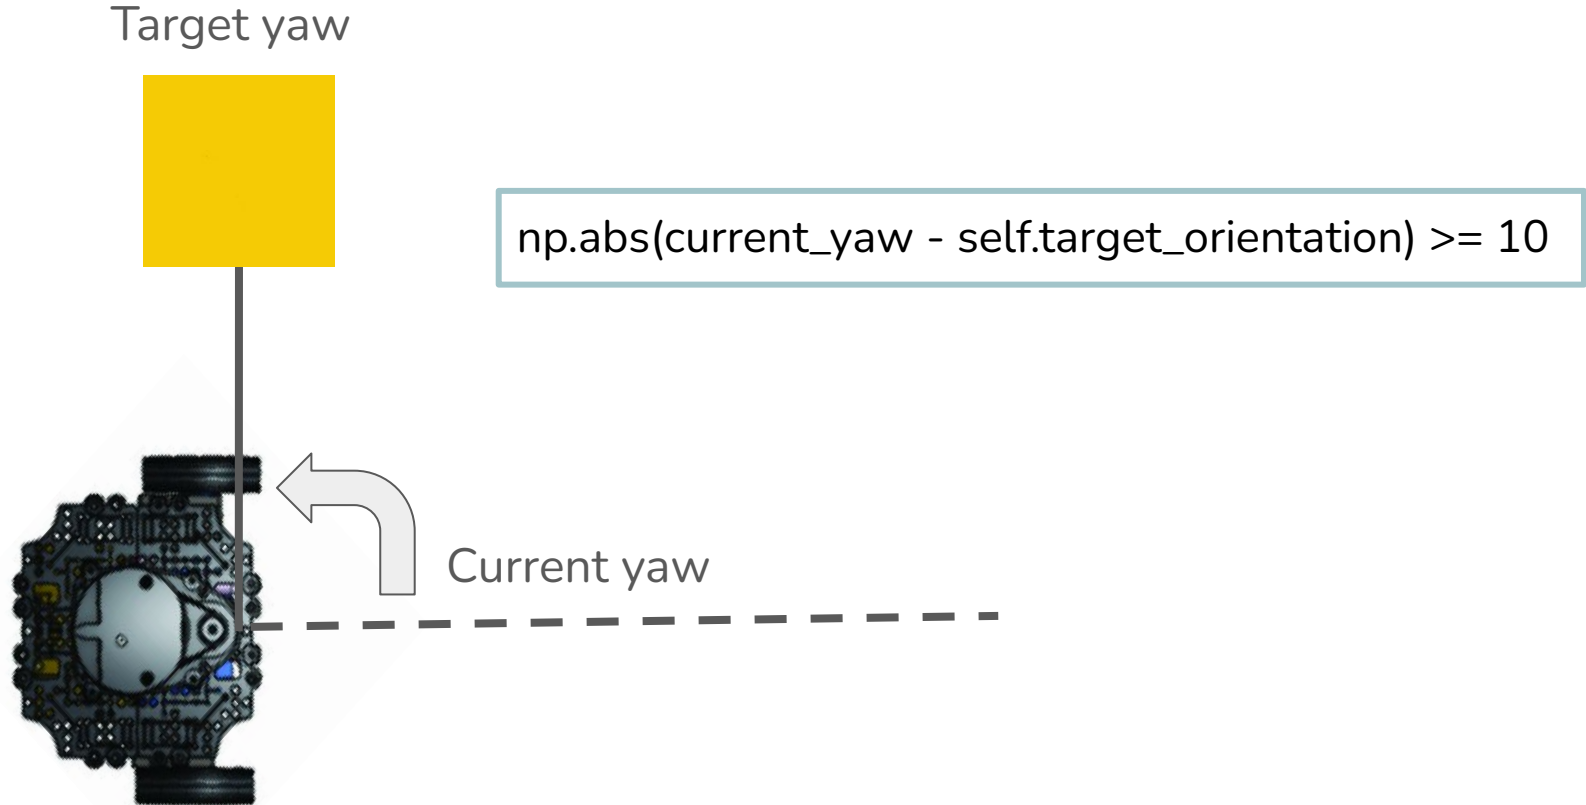 Target yaw
np.abs(current_yaw - self.target_orientation) >= 10
Current yaw